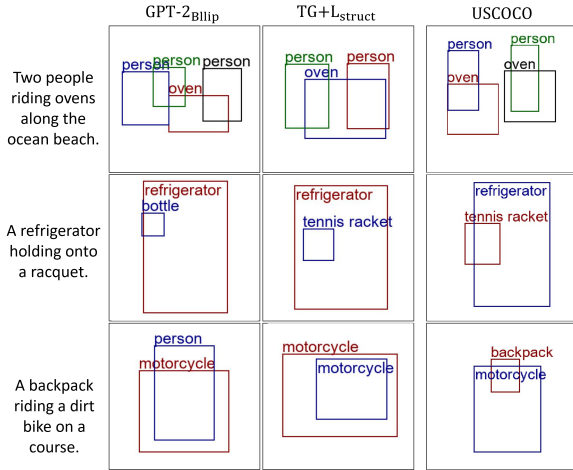 GPT-2Bllip TG+Lstruct USCOCO
Two people
riding ovens
along the
ocean beach.
person
person
person
oven
person
person
oven
person
person
oven
oven
A refrigerator
holding onto
a racquet.
refrigerator
bottle
refrigerator
tennis racket
refrigerator
tennis racket
A backpack
riding a dirt
bike on a
course.
person
motorcycle
motorcycle
motorcycle
backpack
motorcycle